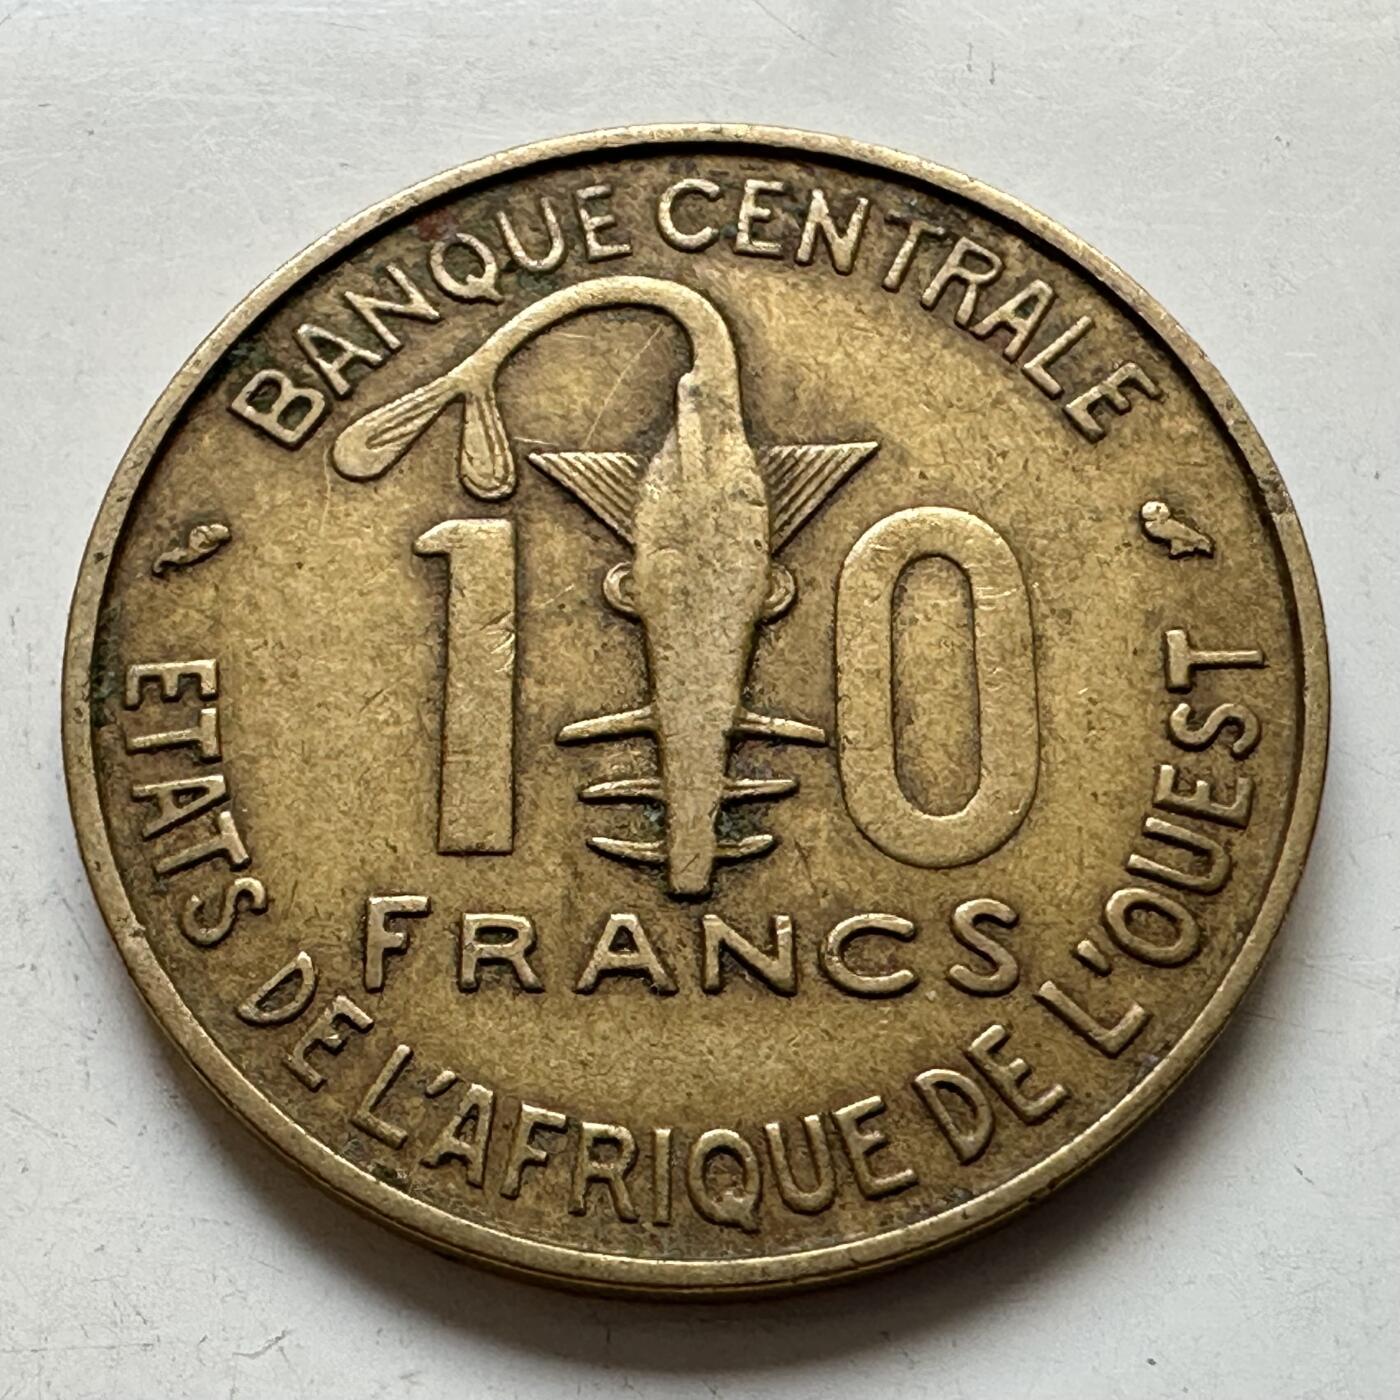 BANQUE CENTRALE
10
FRANCS
ETATS DE L'AFRIQUE DE L'OUEST